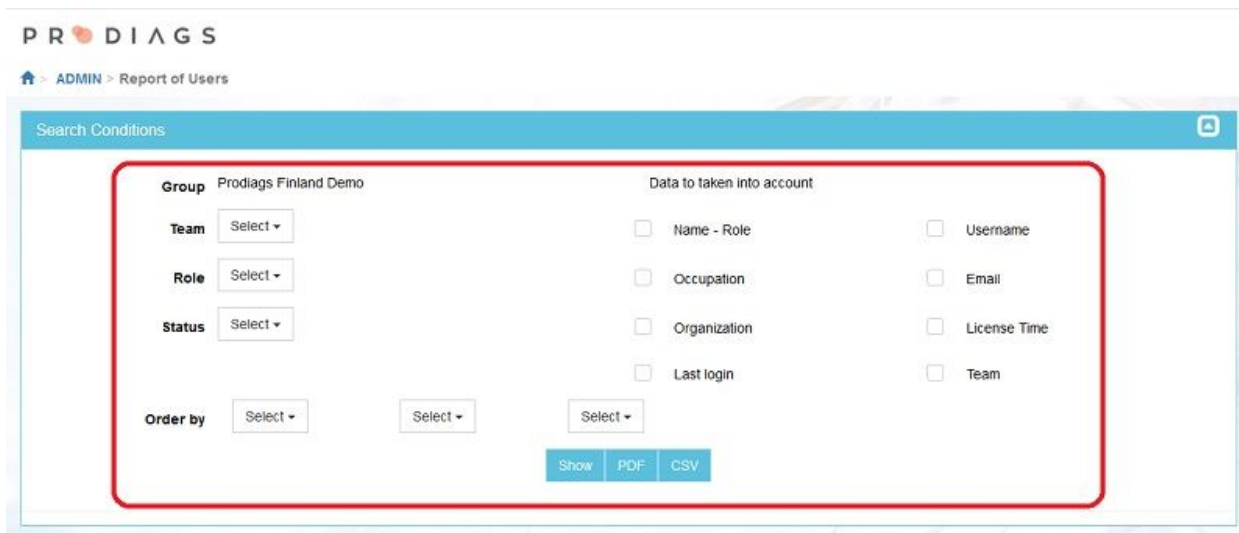 PRODIAGS
> ADMIN > Report of Users
Search Conditions
Group Prodiags Finland Demo Data to taken into account
Team Select Name - Role Username
Role Select Occupation Email
Status Select Organization License Time
Last login Team
Order by Select Select Select
Show PDF CSV